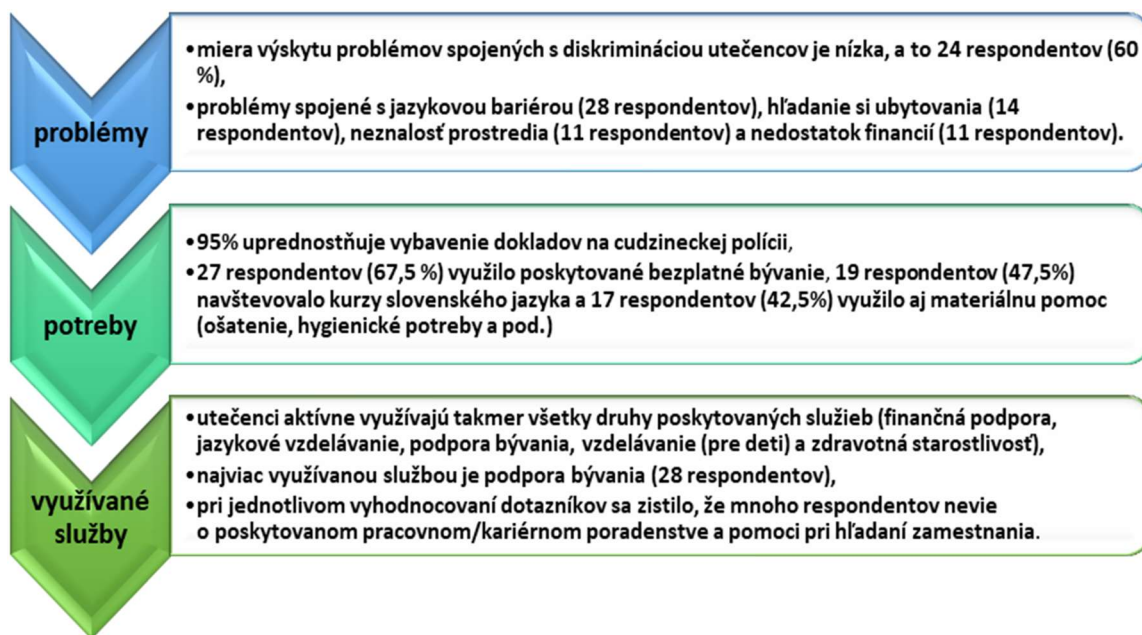 problémy
•miera výskytu problémov spojených s diskrimináciou utečencov je nízka, a to 24 respondentov (60
%),
•problémy spojené s jazykovou bariérou (28 respondentov), hľadanie si ubytovania (14
respondentov), neznalosť prostredia (11 respondentov) a nedostatok financií (11 respondentov).
potreby
•95% uprednostňuje vybavenie dokladov na cudzineckej polícii,
•27 respondentov (67,5 %) využilo poskytované bezplatné bývanie, 19 respondentov (47,5%)
navštevovalo kurzy slovenského jazyka a 17 respondentov (42,5%) využilo aj materiálnu pomoc
(ošatenie, hygienické potreby a pod.)
využívané
služby
•utečenci aktívne využívajú takmer všetky druhy poskytovaných služieb (finančná podpora,
jazykové vzdelávanie, podpora bývania, vzdelávanie (pre deti) a zdravotná starostlivosť),
•najviac využívanou službou je podpora bývania (28 respondentov),
•pri jednotlivom vyhodnocovaní dotazníkov sa zistilo, že mnoho respondentov nevie
o poskytovanom pracovnom/kariérnom poradenstve a pomoci pri hľadaní zamestnania.